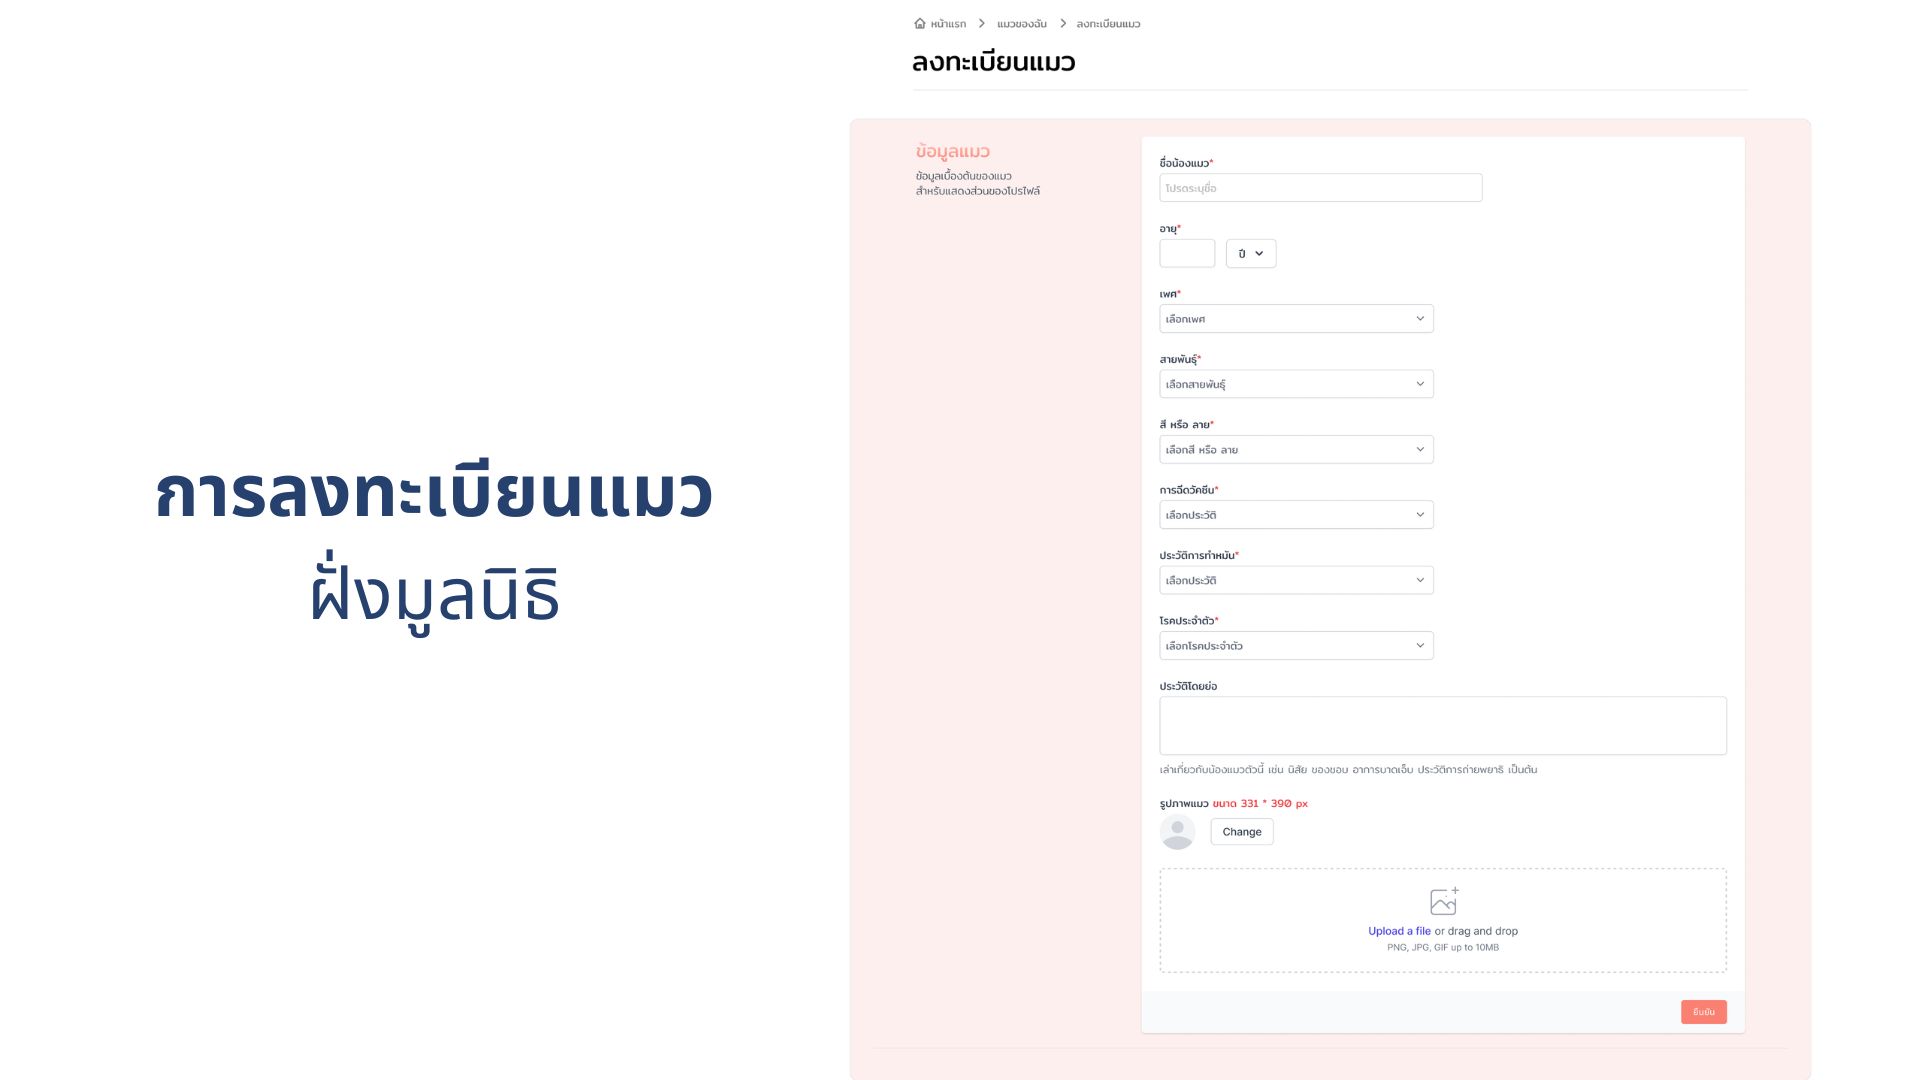 การลงทะเบียนแมว
ฝั่งมูลนิธิ
หน้าแรก > แมวของฉัน > ลงทะเบียนแมว
ลงทะเบียนแมว
ข้อมูลแมว
ข้อมูลเบื้องต้นของแมว
สำหรับแสดงส่วนของโปรไฟล์
ชื่อน้องแมว*
โปรดระบุชื่อ
อายุ*
ปี
เพศ*
เลือกเพศ
สายพันธุ์*
เลือกสายพันธุ์
สี หรือ ลาย*
เลือกสี หรือ ลาย
การฉีดวัคซีน*
เลือกประวัติ
ประวัติการทำหมัน*
เลือกประวัติ
โรคประจำตัว*
เลือกโรคประจำตัว
ประวัติโดยย่อ
เล่าเกี่ยวกับน้องแมวตัวนี้ เช่น นิสัย ของชอบ อาการบาดเจ็บ ประวัติการถ่ายพยาธิ เป็นต้น
รูปภาพแมว ขนาด 331 * 390 px
Change
Upload a file or drag and drop
PNG, JPG, GIF up to 10MB
ยืนยัน